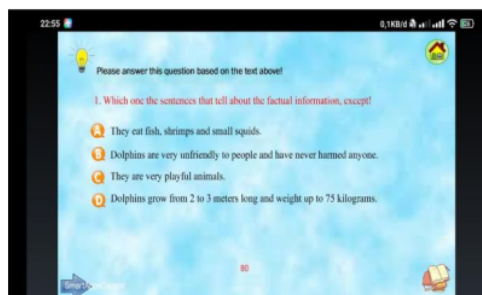 22:55
0,1KB/d
Please answer this question based on the text above!
1. Which one the sentences that tell about the factual information, except!
A They eat fish, shrimps and small squids.
B Dolphins are very unfriendly to people and have never harmed anyone.
C They are very playful animals.
D Dolphins grow from 2 to 3 meters long and weight up to 75 kilograms.
80